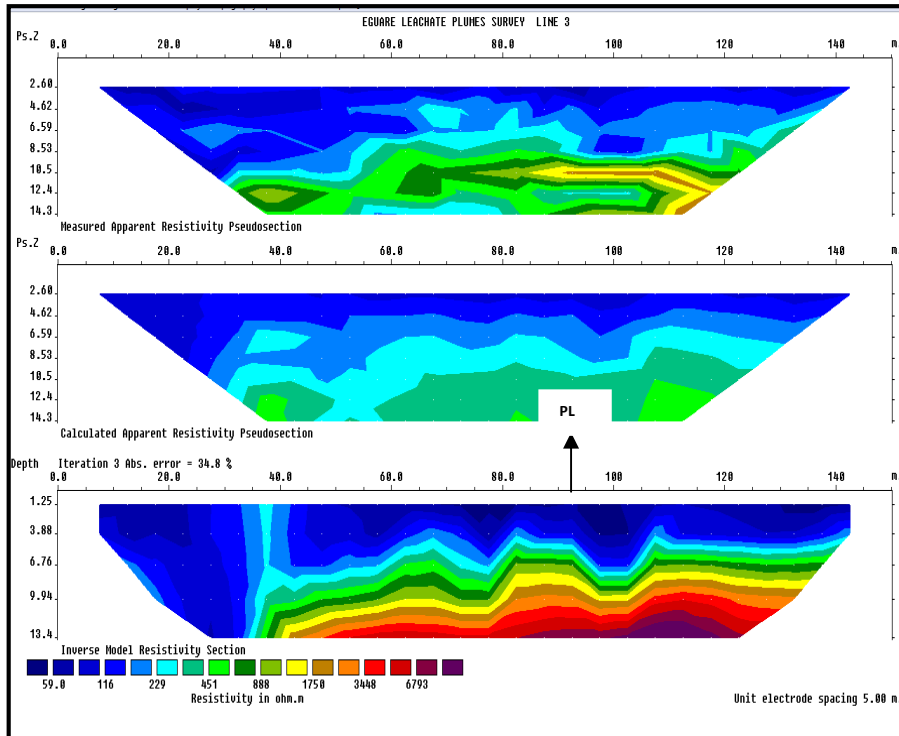 EGUARE LEACHATE PLUMES SURVEY LINE 3
Ps.Z 0.0 20.0 40.0 60.0 80.0 100 120 140 m.
2.60
4.62
6.59
8.53
10.5
12.4
14.3
Measured Apparent Resistivity Pseudosection
Ps.Z 0.0 20.0 40.0 60.0 80.0 100 120 140 m.
2.60
4.62
6.59
8.53
10.5
12.4
14.3
PL
Calculated Apparent Resistivity Pseudosection
Depth Iteration 3 Abs. error = 34.8 %
0.0 20.0 40.0 60.0 80.0 100 120 140 m.
1.25
3.88
6.76
9.94
13.4
Inverse Model Resistivity Section
59.0 116 229 451 888 1750 3448 6793
Resistivity in ohm.m
Unit electrode spacing 5.00 m.